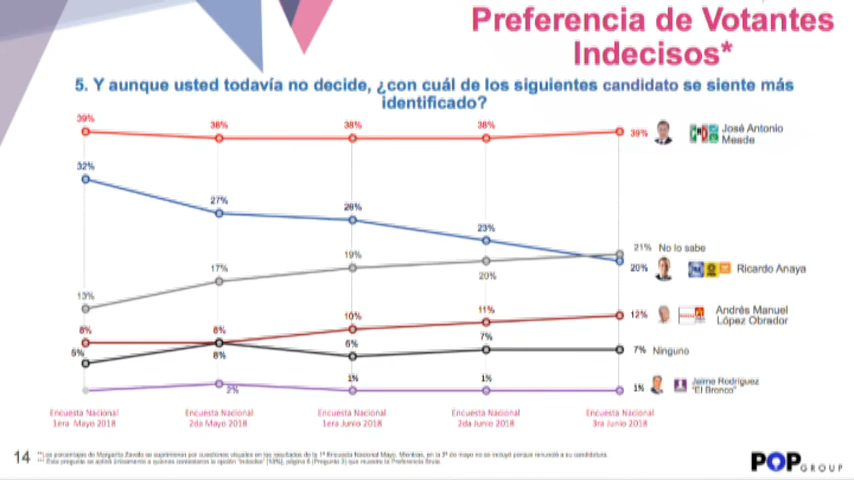 Preferencia de Votantes
Indecisos*
5. Y aunque usted todavía no decide, ¿con cuál de los siguientes candidato se siente más
identificado?
39%
38%
38%
38%
39%
José Antonio
Meade
32%
27%
26%
23%
21% No lo sabe
20%
Ricardo Anaya
13%
17%
19%
20%
8%
8%
10%
11%
12%
Andrés Manuel
López Obrador
8%
6%
7%
7% Ninguno
2%
1%
1%
1%
Jaime Rodríguez
"El Bronco"
Encuesta Nacional
1era Mayo 2018
Encuesta Nacional
2da Mayo 2018
Encuesta Nacional
1era Junio 2018
Encuesta Nacional
2da Junio 2018
Encuesta Nacional
3ra Junio 2018
14
POPGROUP